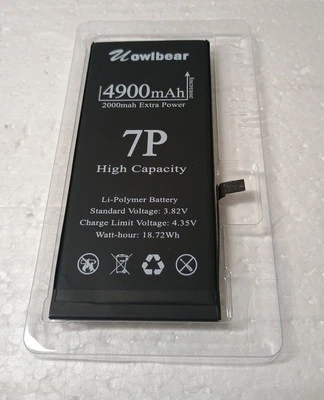 Uowlbear
4900mAh
Increased
2000mah Extra Power
7P
High Capacity
Li-Polymer Battery
Standard Voltage: 3.82V
Charge Limit Voltage: 4.35V
Watt-hour: 18.72Wh